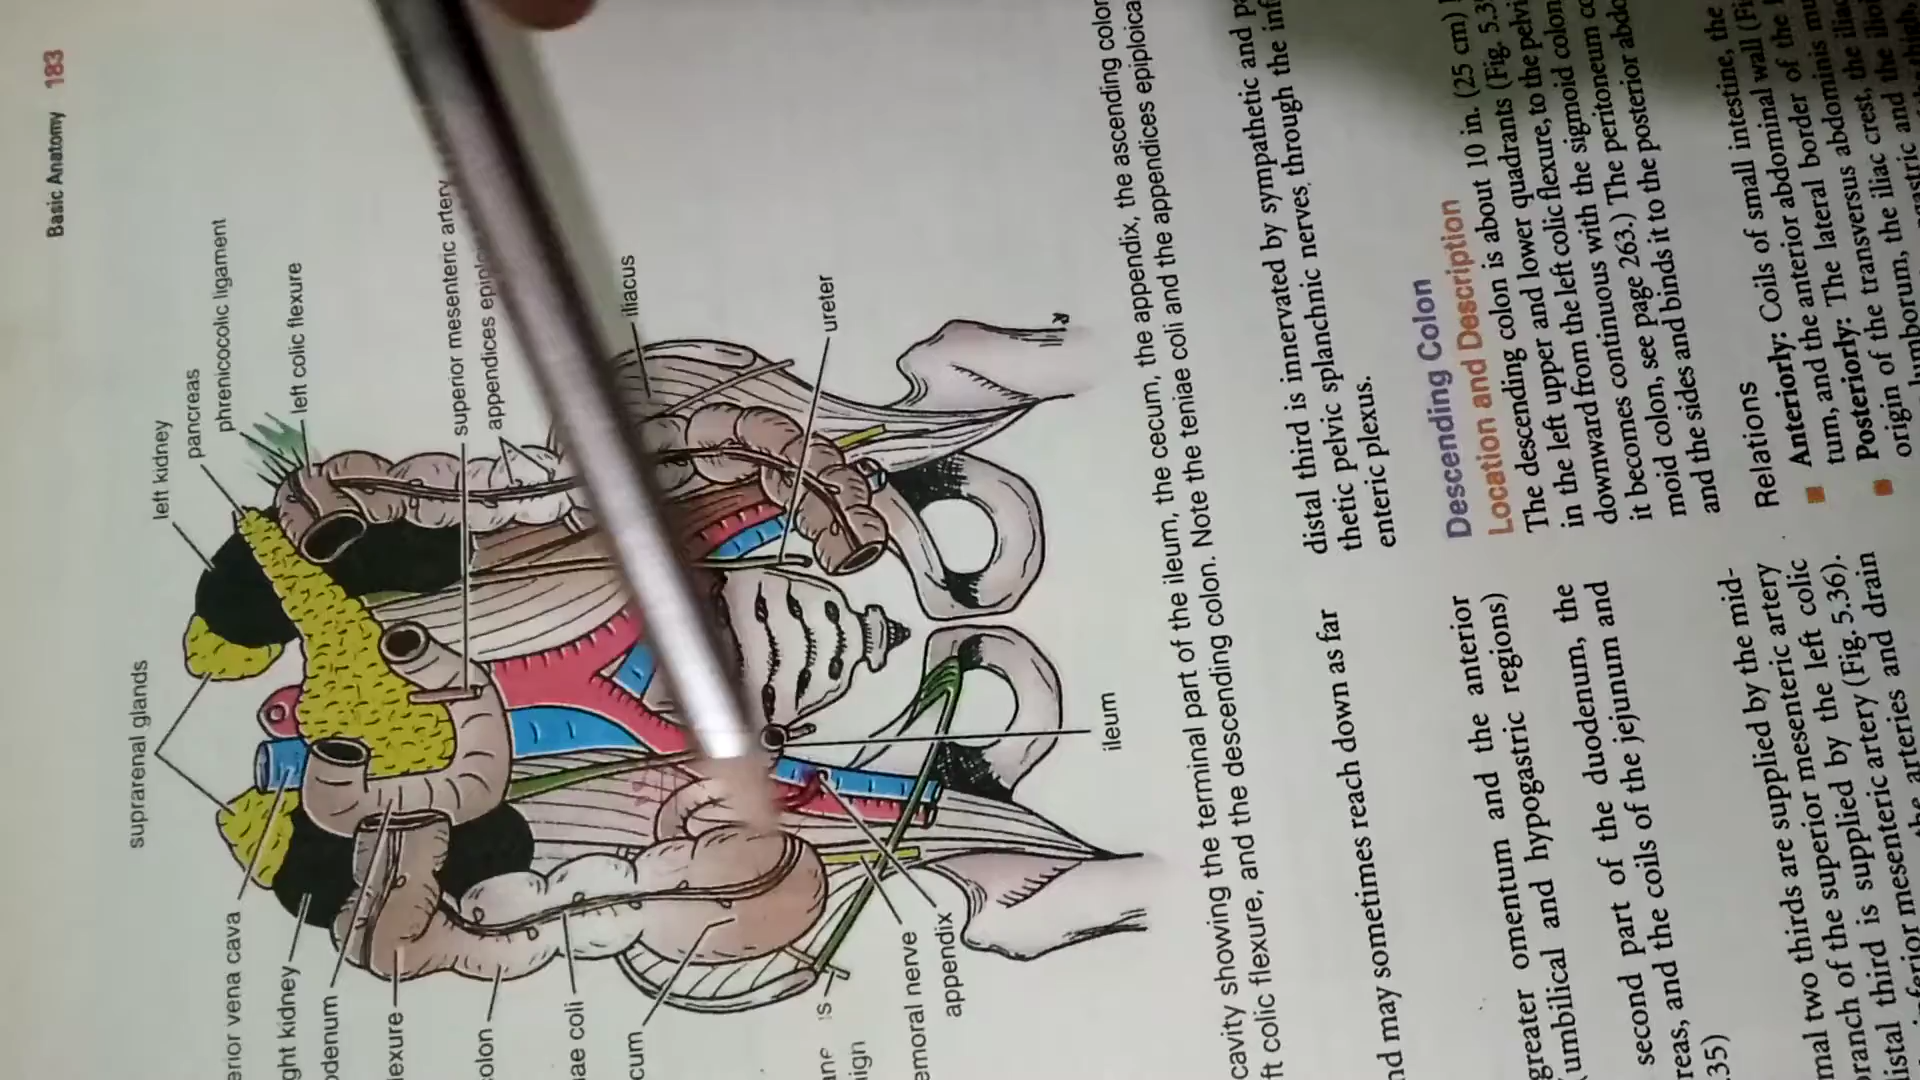 Basic Anatomy 183
suprarenal glands
left kidney
pancreas
phrenicocolic ligament
left colic flexure
superior mesenteric artery
appendices
iliacus
ureter
ileum
erior vena cava
ght kidney
odenum
lexure
olon
ae coli
cum
emoral nerve
appendix
cavity showing the terminal part of the ileum, the cecum, the appendix, the ascending color
ft colic flexure, and the descending colon. Note the teniae coli and the appendices epiploica
nd may sometimes reach down as far
greater omentum and the anterior
(umbilical and hypogastric regions)
second part of the duodenum, the
reas, and the coils of the jejunum and
.35)
mal two thirds are supplied by the mid-
branch of the superior mesenteric artery
distal third is supplied by the left colic
ferior mesenteric artery (Fig. 5.36).
the arteries and drain
distal third is innervated by sympathetic and
thetic pelvic splanchnic nerves through the inf
enteric plexus.
Descending Colon
Location and Description
The descending colon is about 10 in. (25 cm)
in the left upper and lower quadrants (Fig. 5.3
downward from the left colic flexure, to the pelvi
it becomes continuous with the sigmoid colon
moid colon, see page 263.) The peritoneum co
and the sides and binds it to the posterior abdo
Relations
■ Anteriorly: Coils of small intestine, the
tum, and the anterior abdominal wall
■ Posteriorly: The lateral border of the
origin of the transversus abdominis mu
the iliac crest, the